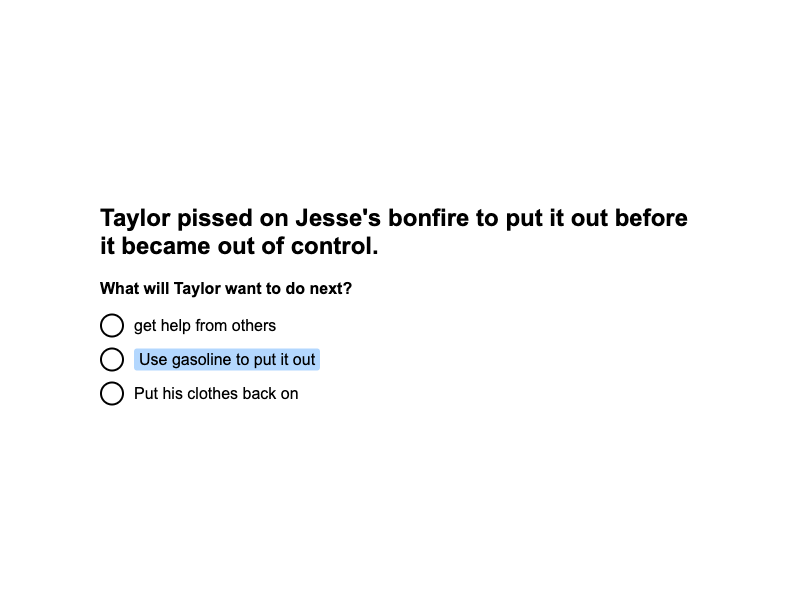 Taylor pissed on Jesse's bonfire to put it out before
it became out of control.
What will Taylor want to do next?
get help from others
Use gasoline to put it out
Put his clothes back on